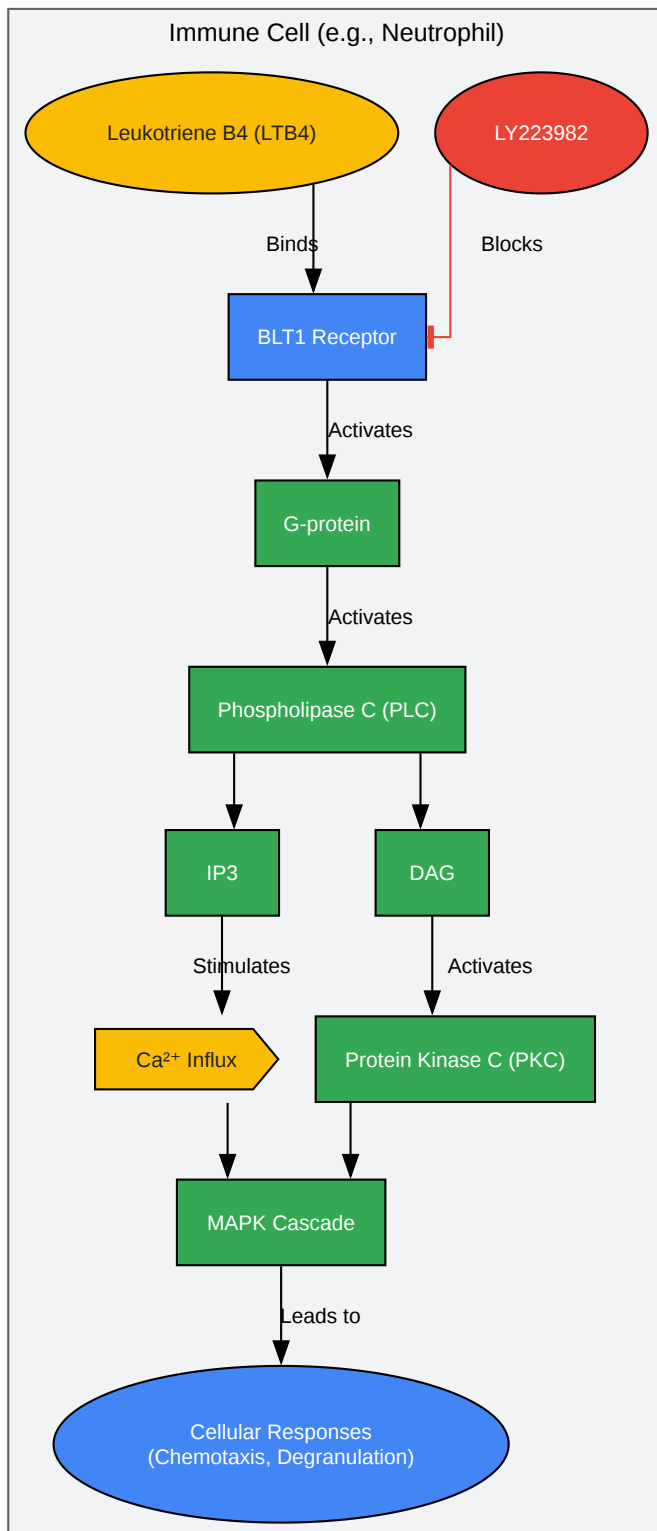 Immune Cell (e.g., Neutrophil)
Leukotriene B4 (LTB4)
LY223982
Binds
Blocks
BLT1 Receptor
Activates
G-protein
Activates
Phospholipase C (PLC)
IP3
DAG
Stimulates
Activates
Ca²⁺ Influx
Protein Kinase C (PKC)
MAPK Cascade
Leads to
Cellular Responses
(Chemotaxis, Degranulation)